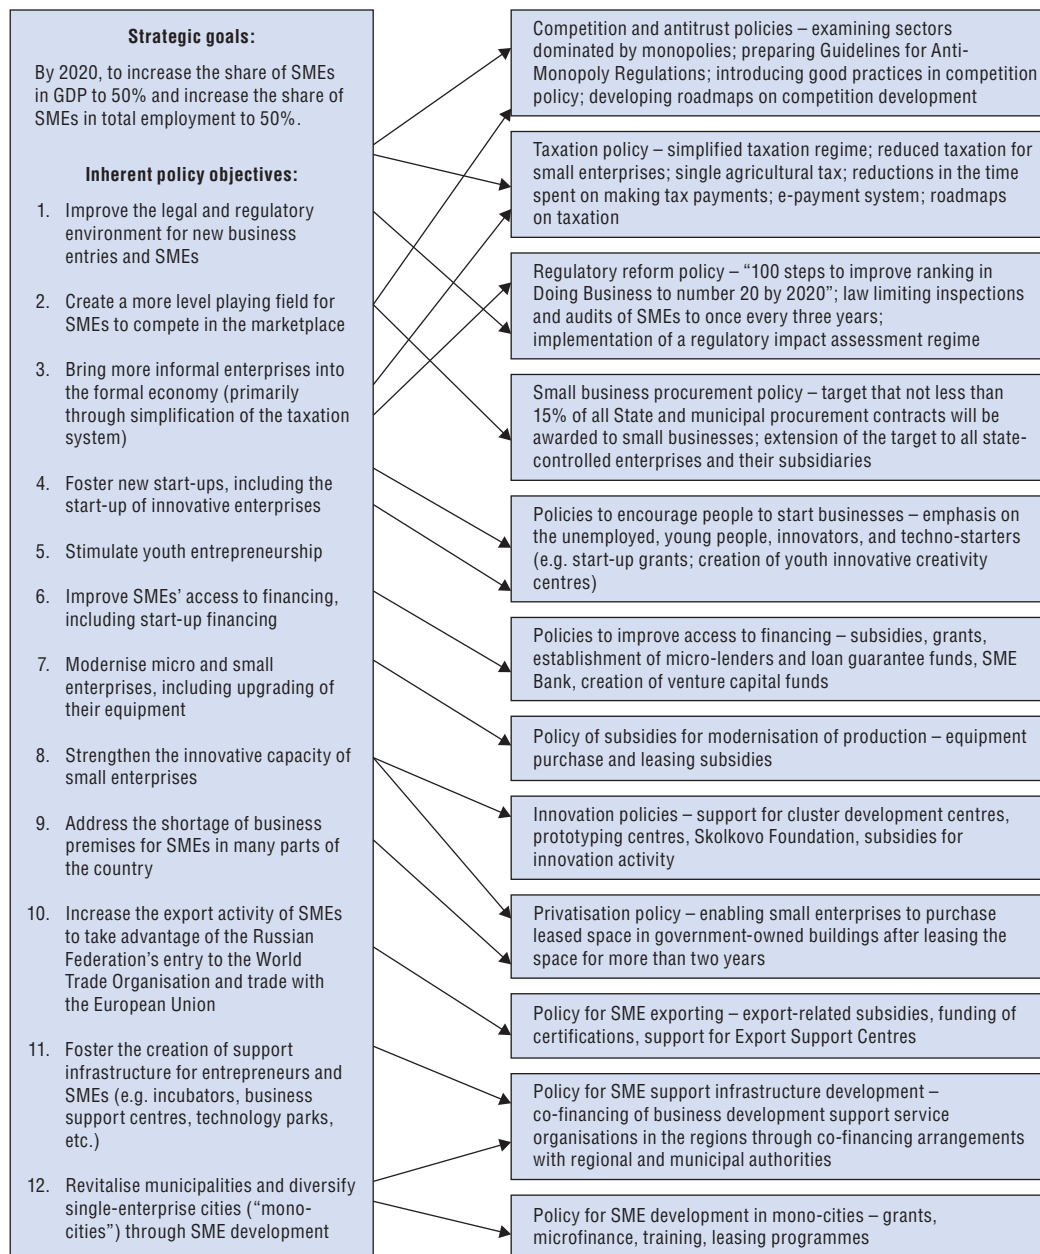 Strategic goals:
By 2020, to increase the share of SMEs
in GDP to 50% and increase the share of
SMEs in total employment to 50%.
Inherent policy objectives:
1. Improve the legal and regulatory
environment for new business
entries and SMEs
2. Create a more level playing field for
SMEs to compete in the marketplace
3. Bring more informal enterprises into
the formal economy (primarily
through simplification of the taxation
system)
4. Foster new start-ups, including the
start-up of innovative enterprises
5. Stimulate youth entrepreneurship
6. Improve SMEs' access to financing,
including start-up financing
7. Modernise micro and small
enterprises, including upgrading of
their equipment
8. Strengthen the innovative capacity of
small enterprises
9. Address the shortage of business
premises for SMEs in many parts of
the country
10. Increase the export activity of SMEs
to take advantage of the Russian
Federation's entry to the World
Trade Organisation and trade with
the European Union
11. Foster the creation of support
infrastructure for entrepreneurs and
SMEs (e.g. incubators, business
support centres, technology parks,
etc.)
12. Revitalise municipalities and diversify
single-enterprise cities ("mono-
cities") through SME development
Competition and antitrust policies – examining sectors
dominated by monopolies; preparing Guidelines for Anti-
Monopoly Regulations; introducing good practices in competition
policy; developing roadmaps on competition development
Taxation policy – simplified taxation regime; reduced taxation for
small enterprises; single agricultural tax; reductions in the time
spent on making tax payments; e-payment system; roadmaps
on taxation
Regulatory reform policy – "100 steps to improve ranking in
Doing Business to number 20 by 2020"; law limiting inspections
and audits of SMEs to once every three years;
implementation of a regulatory impact assessment regime
Small business procurement policy – target that not less than
15% of all State and municipal procurement contracts will be
awarded to small businesses; extension of the target to all state-
controlled enterprises and their subsidiaries
Policies to encourage people to start businesses – emphasis on
the unemployed, young people, innovators, and techno-starters
(e.g. start-up grants; creation of youth innovative creativity
centres)
Policies to improve access to financing – subsidies, grants,
establishment of micro-lenders and loan guarantee funds, SME
Bank, creation of venture capital funds
Policy of subsidies for modernisation of production – equipment
purchase and leasing subsidies
Innovation policies – support for cluster development centres,
prototyping centres, Skolkovo Foundation, subsidies for
innovation activity
Privatisation policy – enabling small enterprises to purchase
leased space in government-owned buildings after leasing the
space for more than two years
Policy for SME exporting – export-related subsidies, funding of
certifications, support for Export Support Centres
Policy for SME support infrastructure development –
co-financing of business development support service
organisations in the regions through co-financing arrangements
with regional and municipal authorities
Policy for SME development in mono-cities – grants,
microfinance, training, leasing programmes